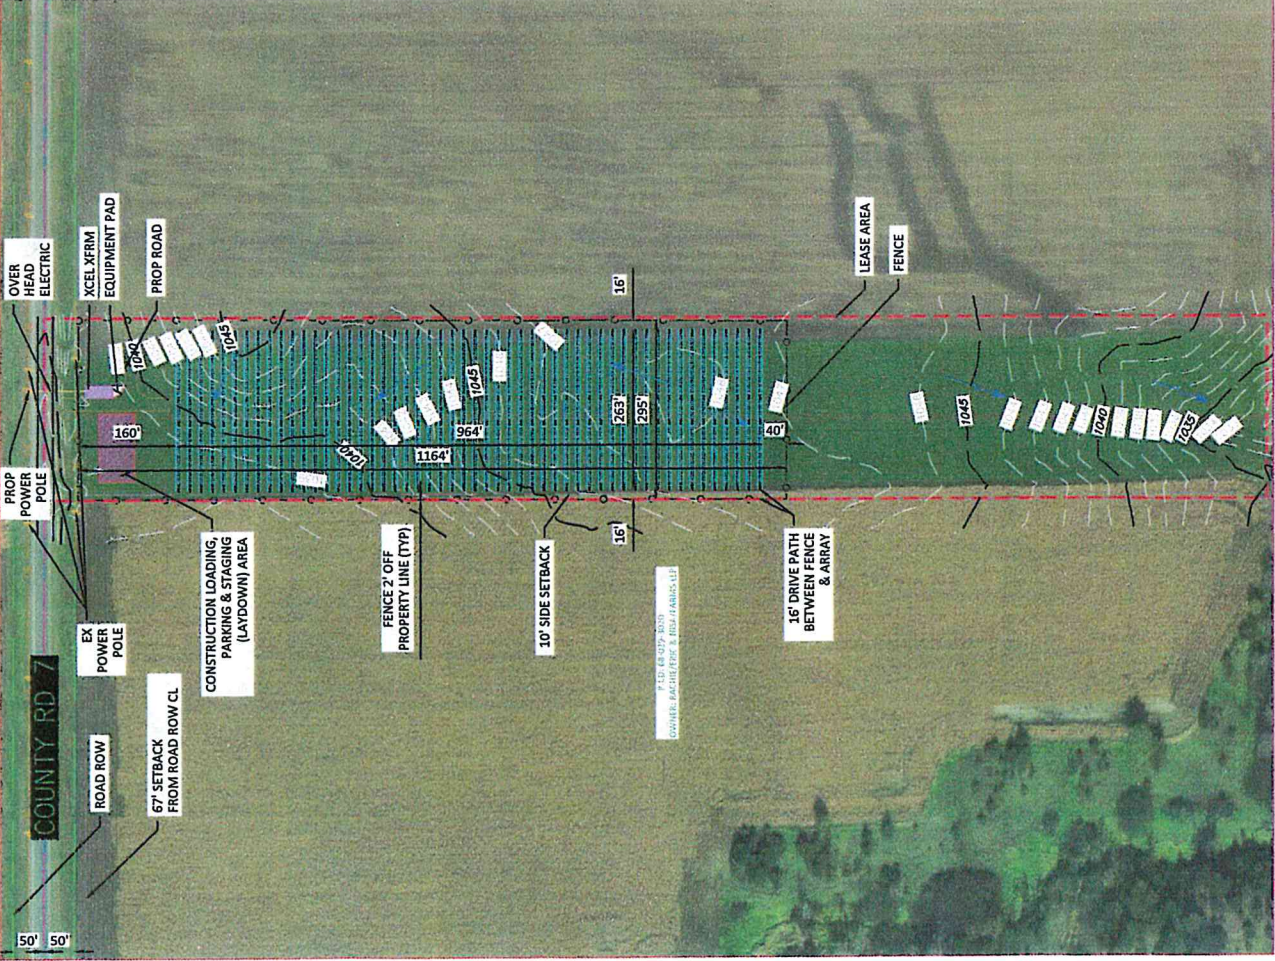 OVER
HEAD
ELECTRIC
XCEL XFRM
EQUIPMENT PAD
PROP ROAD
LEASE AREA
FENCE
16'
1040
1045
160'
964'
1164'
1040
1045
263'
295'
40'
1045
1040
1035
16'
PROP
POWER
POLE
EX
POWER
POLE
CONSTRUCTION LOADING,
PARKING & STAGING
(LAYDOWN) AREA
FENCE 2' OFF
PROPERTY LINE (TYP)
10' SIDE SETBACK
16' DRIVE PATH
BETWEEN FENCE
& ARRAY
COUNTY RD 7
ROAD ROW
67' SETBACK
FROM ROAD ROW CL
50'
50'